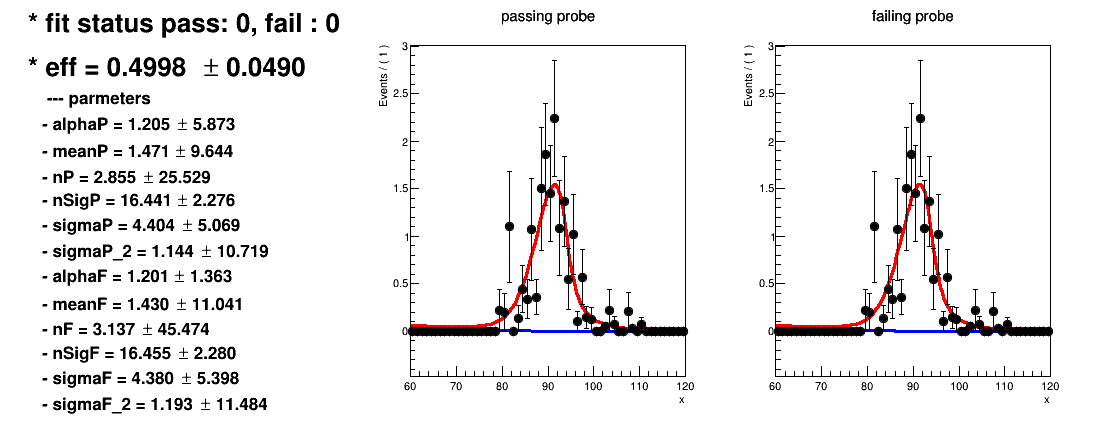 * fit status pass: 0, fail : 0
* eff = 0.4998 ± 0.0490
--- parmeters
- alphaP = 1.205 ± 5.873
- meanP = 1.471 ± 9.644
- nP = 2.855 ± 25.529
- nSigP = 16.441 ± 2.276
- sigmaP = 4.404 ± 5.069
- sigmaP_2 = 1.144 ± 10.719
- alphaF = 1.201 ± 1.363
- meanF = 1.430 ± 11.041
- nF = 3.137 ± 45.474
- nSigF = 16.455 ± 2.280
- sigmaF = 4.380 ± 5.398
- sigmaF_2 = 1.193 ± 11.484
passing probe
Events / ( 1 )
3
2.5
2
1.5
1
0.5
0
60 70 80 90 100 110 120
x
failing probe
Events / ( 1 )
3
2.5
2
1.5
1
0.5
0
60 70 80 90 100 110 120
x